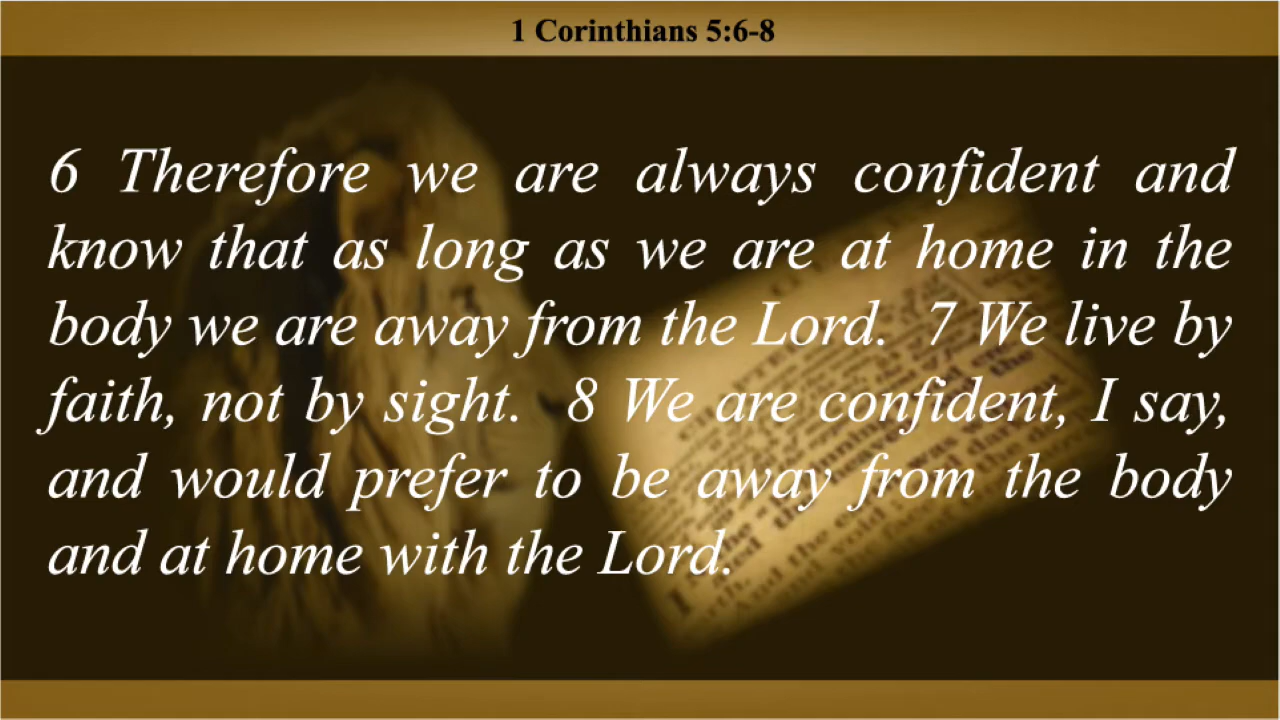 1 Corinthians 5:6-8
6 Therefore we are always confident and
know that as long as we are at home in the
body we are away from the Lord. 7 We live by
faith, not by sight. 8 We are confident, I say,
and would prefer to be away from the body
and at home with the Lord.